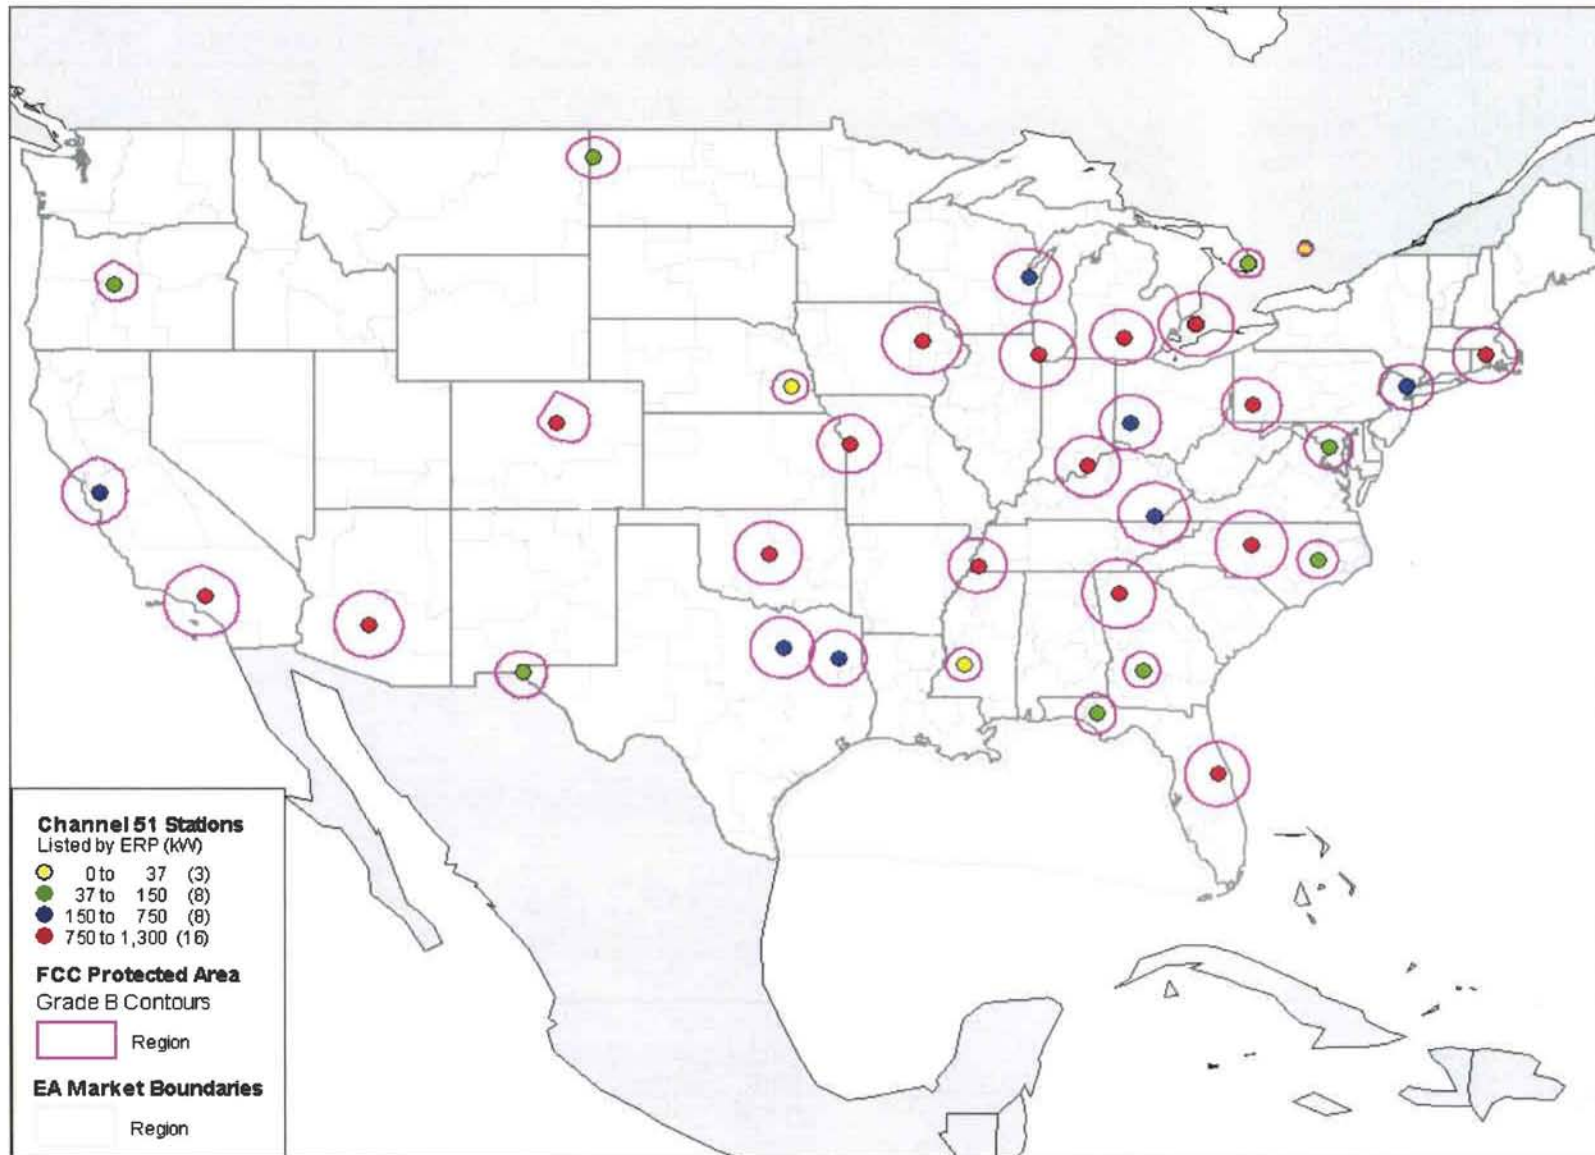 Channel 51 Stations
Listed by ERP (kW)
0 to 37 (3)
37 to 150 (8)
150 to 750 (8)
750 to 1,300 (16)
FCC Protected Area
Grade B Contours
Region
EA Market Boundaries
Region